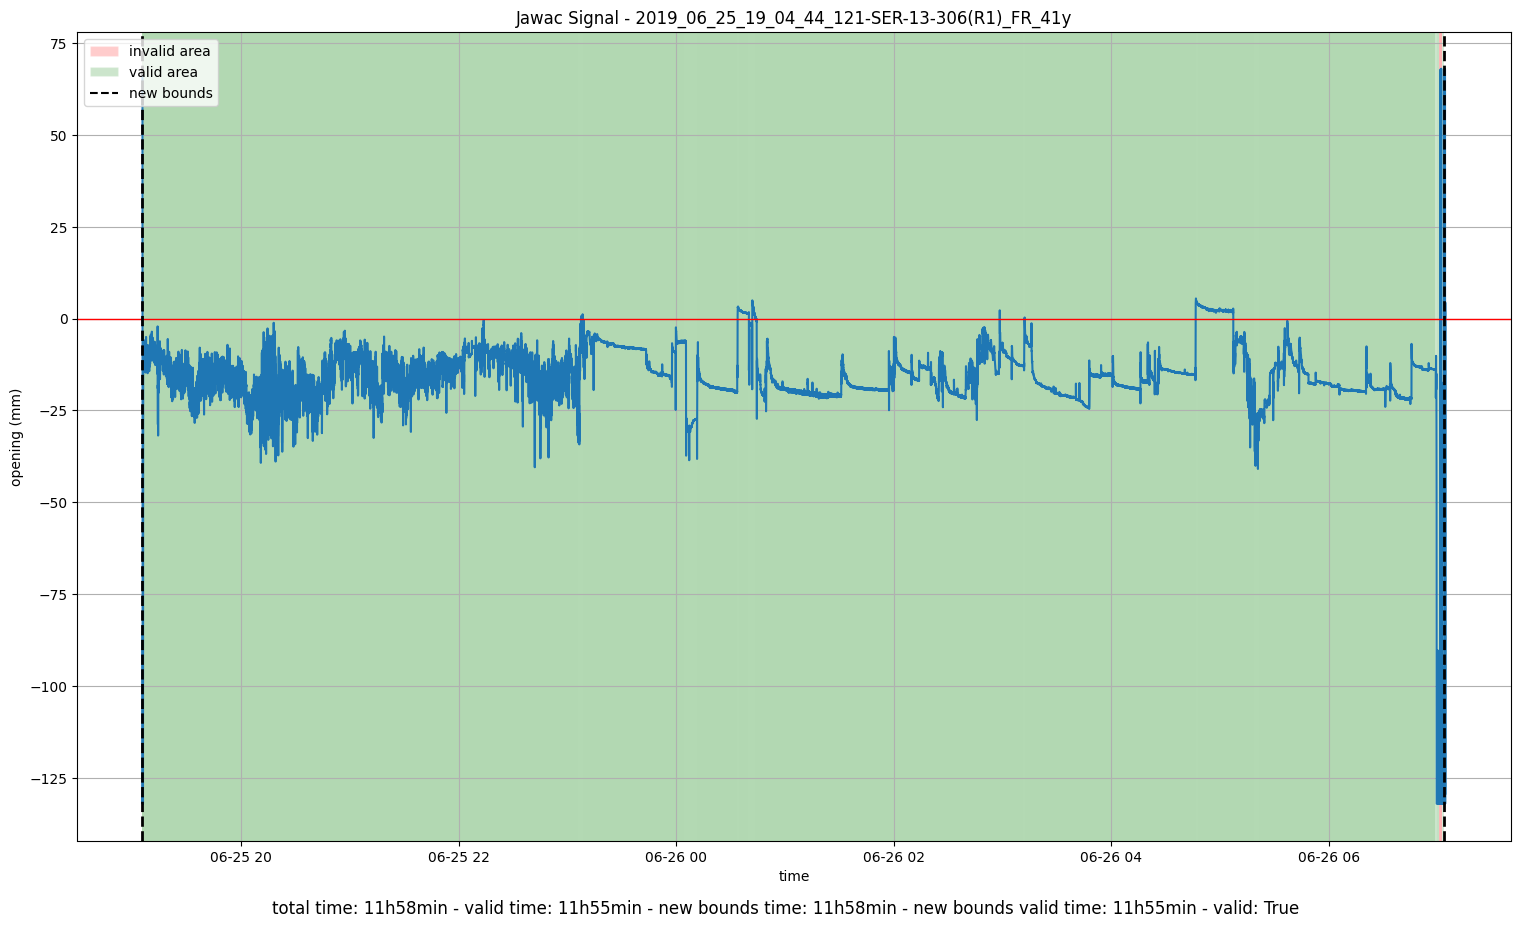 Jawac Signal - 2019_06_25_19_04_44_121-SER-13-306(R1)_FR_41y
invalid area
valid area
new bounds
75
50
25
0
−25
−50
−75
−100
−125
opening (mm)
06-25 20
06-25 22
06-26 00
06-26 02
06-26 04
06-26 06
time
total time: 11h58min - valid time: 11h55min - new bounds time: 11h58min - new bounds valid time: 11h55min - valid: True